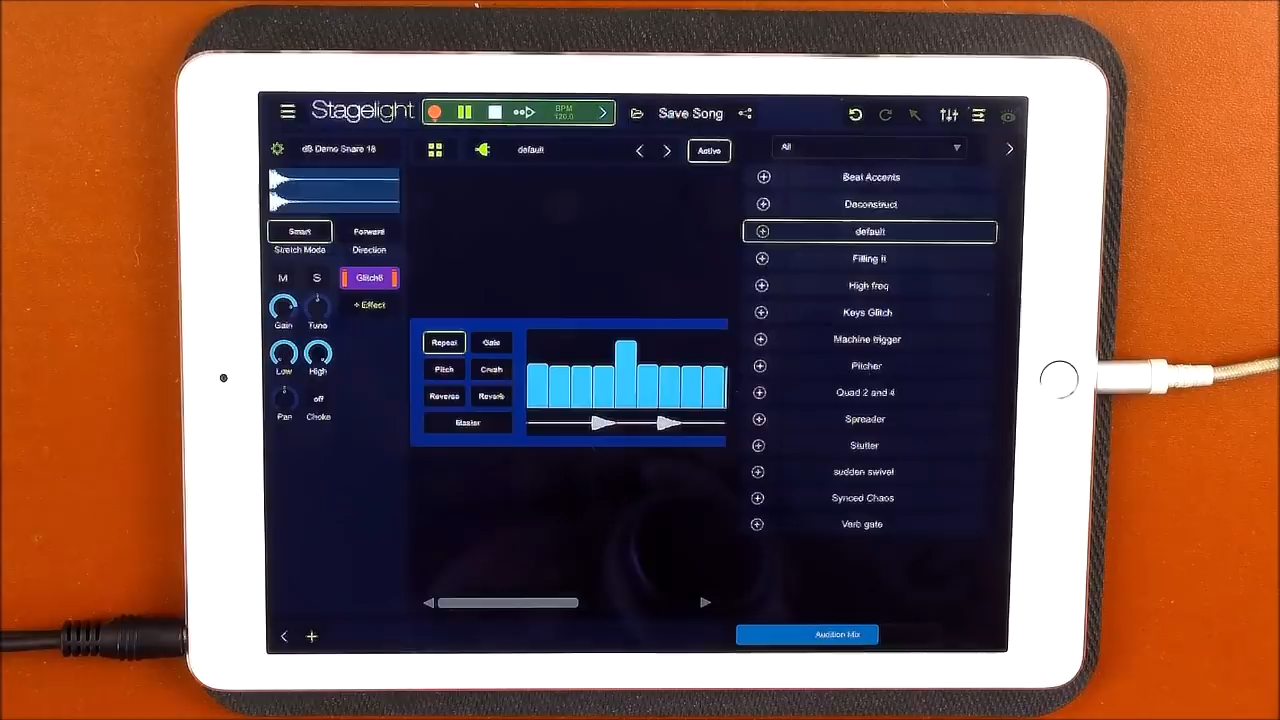 Stagelight
BPM
120.0
Save Song
dB Demo Snare 16
default
Active
All
Smart
Forward
Stretch Mode
Direction
M
S
Glitch8
+ Effect
Gain
Tune
Low
High
off
Pan
Choke
Repeat
Gate
Pitch
Crush
Reverse
Reverb
Master
Beat Accents
Deconstruct
default
Filling It
High freq
Keys Glitch
Machine trigger
Pitcher
Quad 2 and 4
Spreader
Stutter
sudden swivel
Synced Chaos
Verb gate
Audition Mix